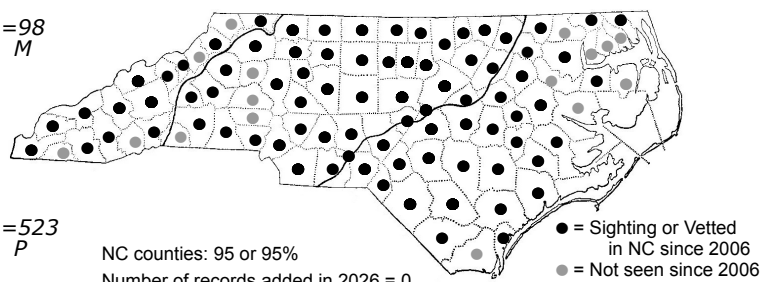 =98
M
=523
P
NC counties: 95 or 95%
Number of records added in 2026 = 0
● = Sighting or Vetted
in NC since 2006
● = Not seen since 2006